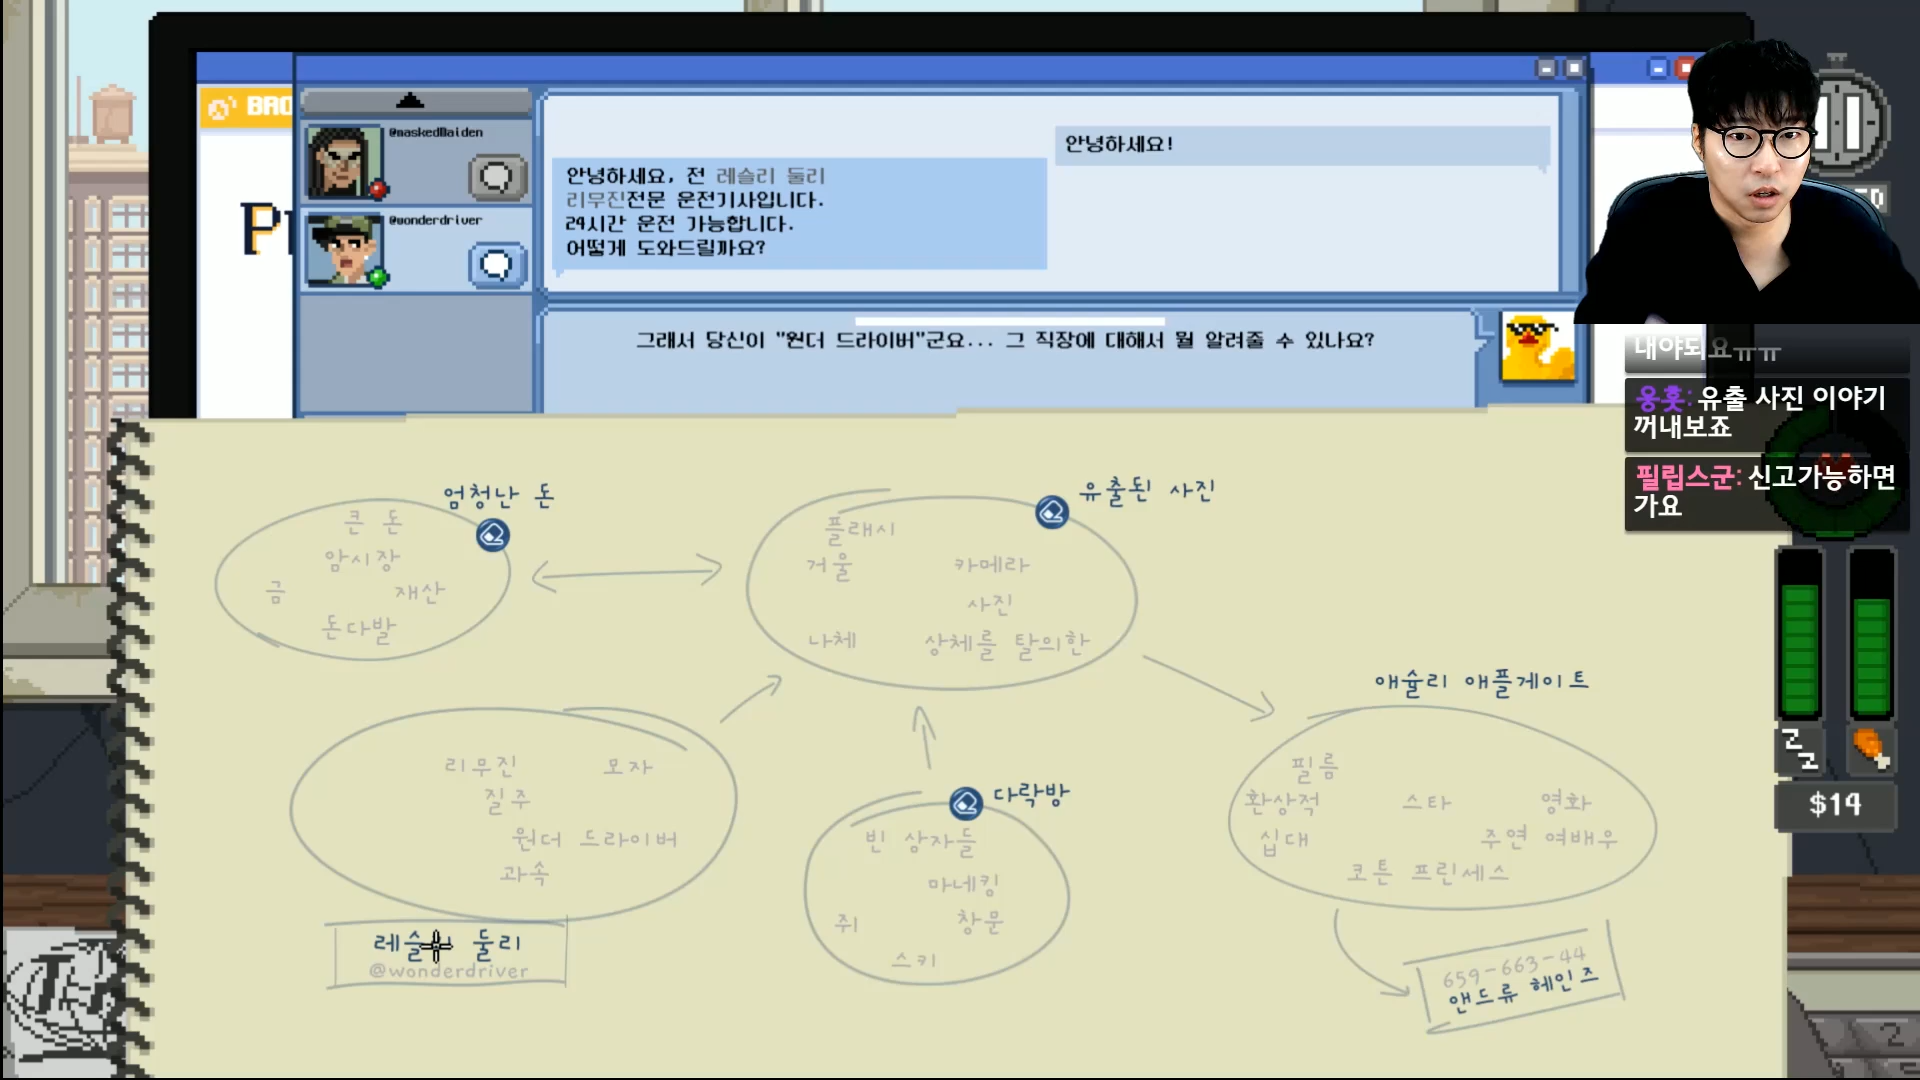 BRO
@maskedMaiden
@wonderdriver
안녕하세요!
안녕하세요, 전 레슬리 둘리
리무진전문 운전기사입니다.
24시간 운전 가능합니다.
어떻게 도와드릴까요?
그래서 당신이 "원더 드라이버"군요... 그 직장에 대해서 뭘 알려줄 수 있나요?
내야되요ㅠㅠ
웅훗: 유출 사진 이야기
꺼내보죠
필립스군: 신고가능하면
가요
$14
엄청난 돈
큰 돈
암시장
금 재산
돈다발
유출된 사진
플래시
거울 카메라
사진
나체 상체를 탈의한
리무진 모자
질주
원더 드라이버
과속
레슬리 둘리
@wonderdriver
다락방
빈 상자들
마네킹
쥐 창문
스키
애슐리 애플게이트
필름
환상적 스타 영화
십대 주연 여배우
코튼 프린세스
659-663-44
앤드류 헤인즈
2